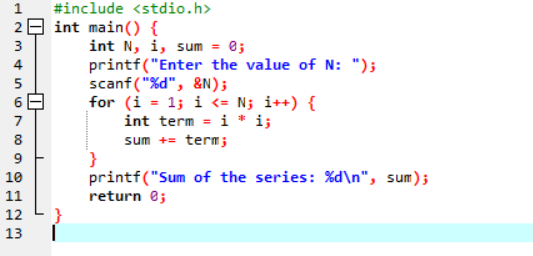 1 #include <stdio.h>
2 int main() {
3 int N, i, sum = 0;
4 printf("Enter the value of N: ");
5 scanf("%d", &N);
6 for (i = 1; i <= N; i++) {
7 int term = i * i;
8 sum += term;
9 }
10 printf("Sum of the series: %d\n", sum);
11 return 0;
12 }
13